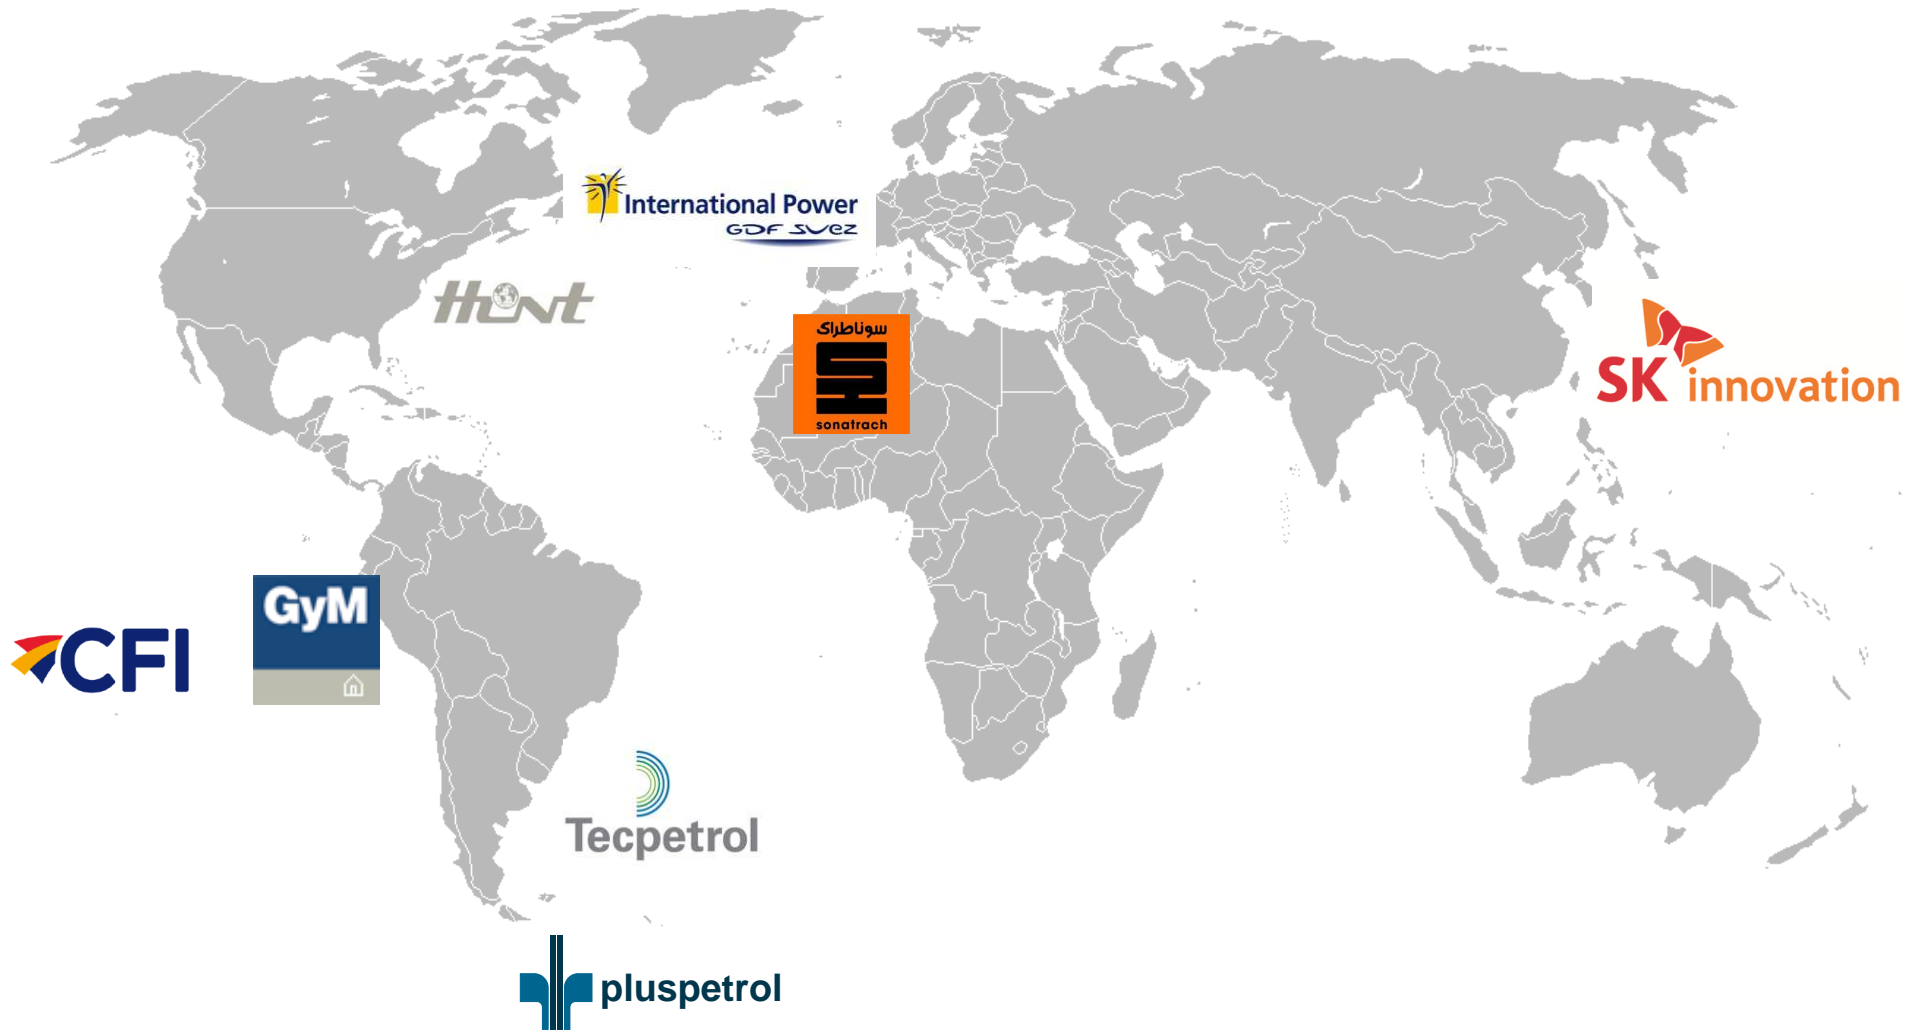 International Power
GDF SUEZ
Hunt
سوناطراك
sonatrach
SK innovation
GyM
CFI
Tecpetrol
pluspetrol